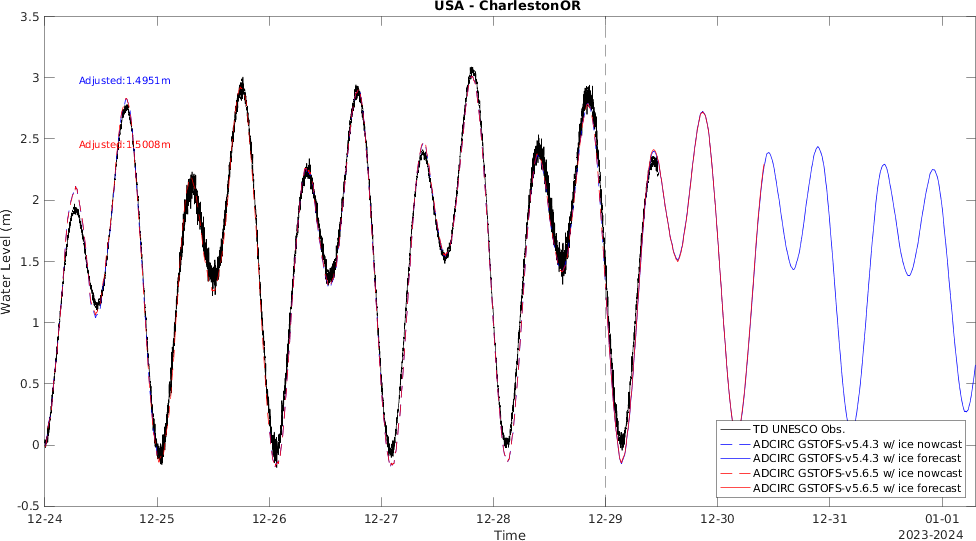 USA - CharlestonOR
3.5
3
2.5
2
1.5
1
0.5
0
-0.5
Water Level (m)
Adjusted:1.4951m
Adjusted:1.5008m
TD UNESCO Obs.
ADCIRC GSTOFS-v5.4.3 w/ ice nowcast
ADCIRC GSTOFS-v5.4.3 w/ ice forecast
ADCIRC GSTOFS-v5.6.5 w/ ice nowcast
ADCIRC GSTOFS-v5.6.5 w/ ice forecast
12-24 12-25 12-26 12-27 12-28 12-29 12-30 12-31 01-01
Time
2023-2024